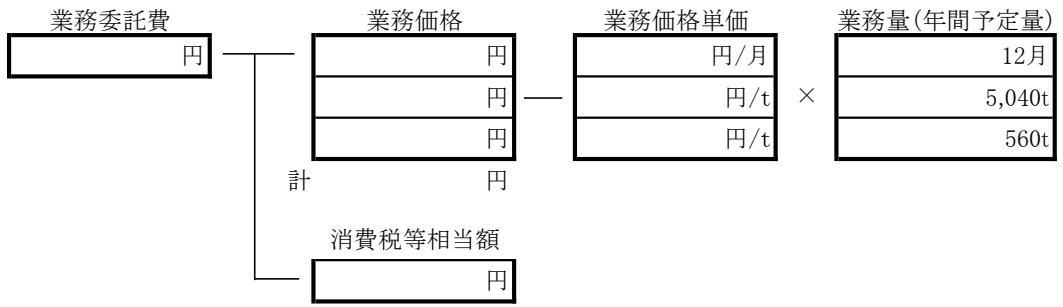 業務委託費 業務価格 業務価格単価 業務量(年間予定量)
円 円 円/月 12月
円 円/t × 5,040t
円 円/t 560t
計 円
消費税等相当額
円